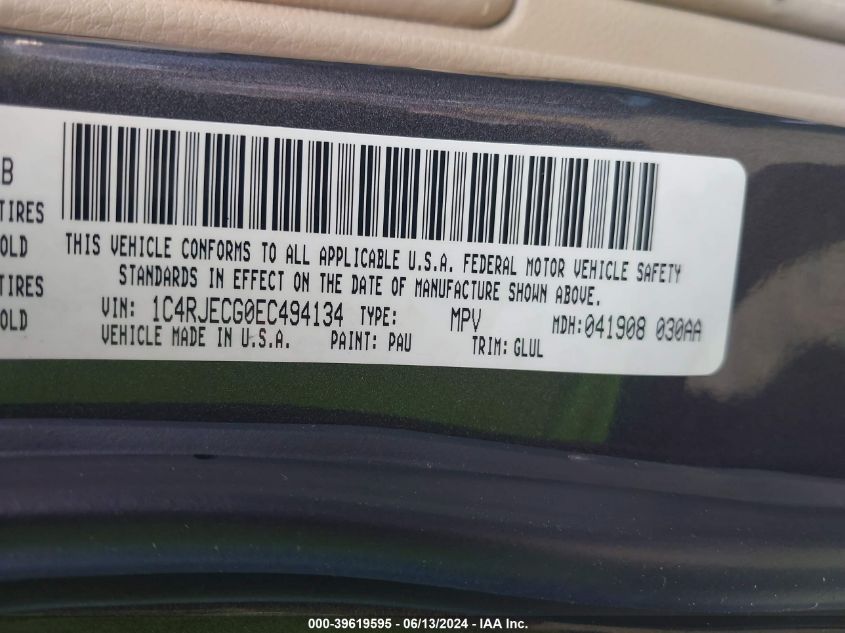 B
TIRES
OLD
TIRES
OLD
THIS VEHICLE CONFORMS TO ALL APPLICABLE U.S.A. FEDERAL MOTOR VEHICLE SAFETY
STANDARDS IN EFFECT ON THE DATE OF MANUFACTURE SHOWN ABOVE.
VIN: 1C4RJECG0EC494134 TYPE: MPV MDH:041908 030AA
VEHICLE MADE IN U.S.A. PAINT: PAU TRIM: GLUL
000-39619595 - 06/13/2024 - IAA Inc.